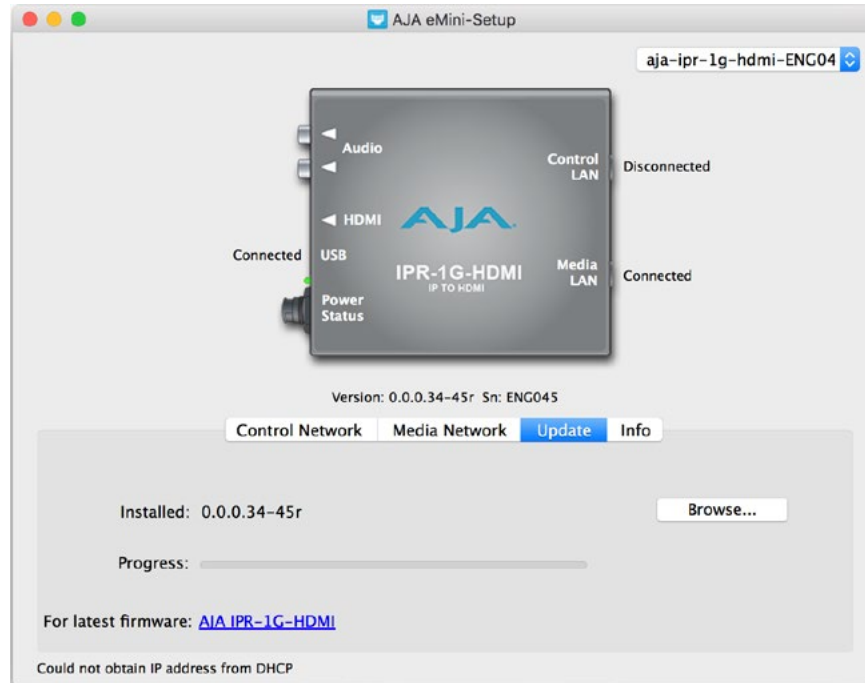 AJA eMini-Setup
aja-ipr-1g-hdmi-ENG04
Audio
Control
LAN
Disconnected
HDMI
AJA
Connected
USB
IPR-1G-HDMI
IP TO HDMI
Media
LAN
Connected
Power
Status
Version: 0.0.0.34-45r Sn: ENG045
Control Network
Media Network
Update
Info
Installed: 0.0.0.34-45r
Browse...
Progress:
For latest firmware: AJA IPR-1G-HDMI
Could not obtain IP address from DHCP